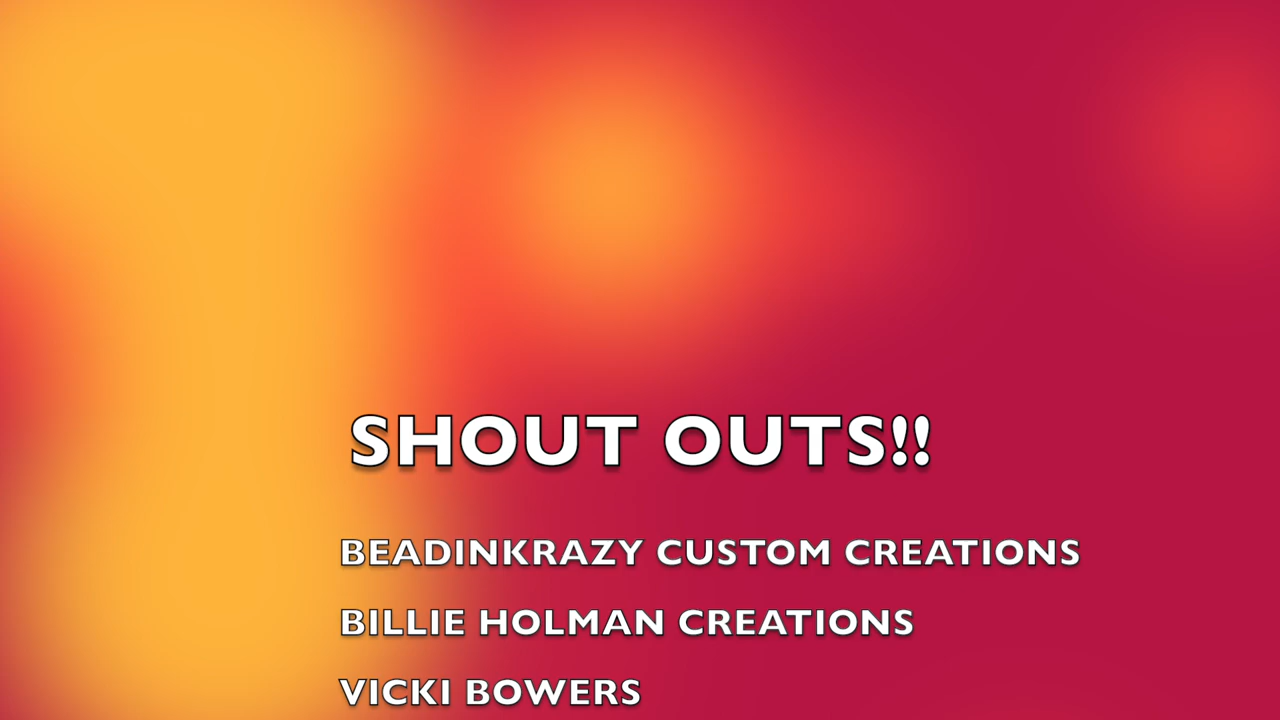 SHOUT OUTS!!
BEADINKRAZY CUSTOM CREATIONS
BILLIE HOLMAN CREATIONS
VICKI BOWERS